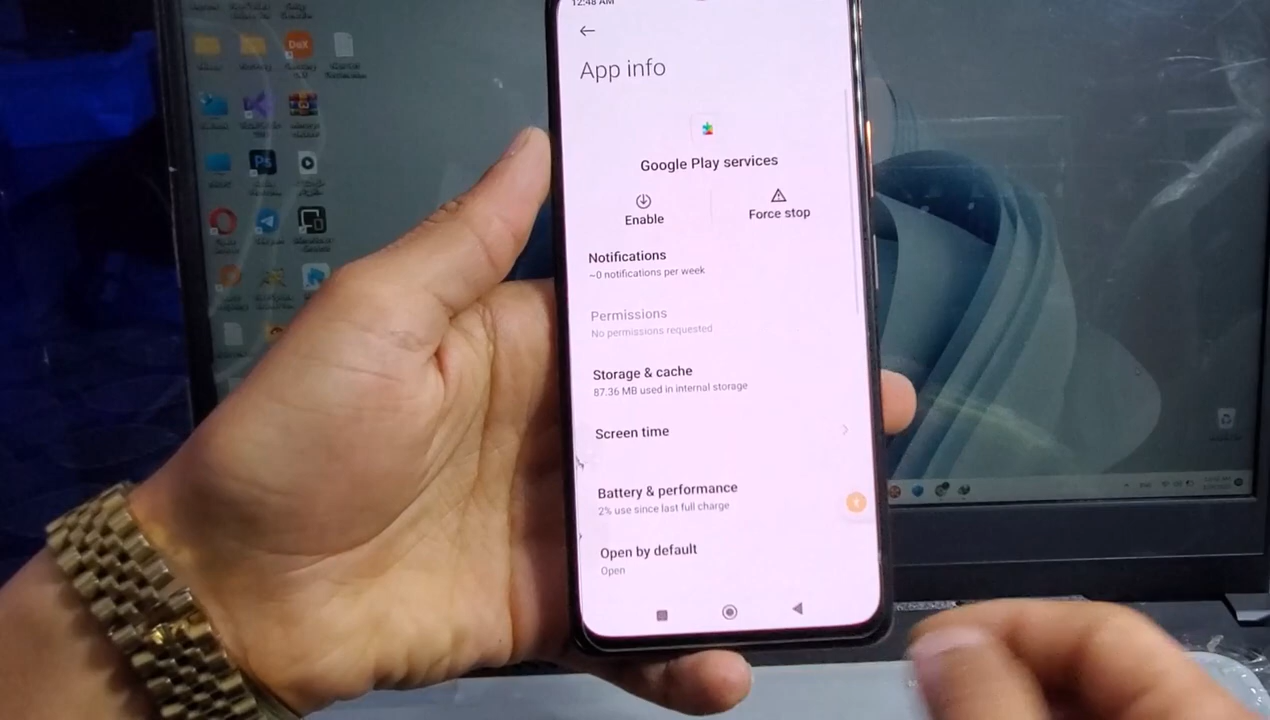 12:48 AM
App info
Google Play services
Enable
Force stop
Notifications
~0 notifications per week
Permissions
No permissions requested
Storage & cache
87.36 MB used in internal storage
Screen time
Battery & performance
2% use since last full charge
Open by default
Open
DGX
Ps